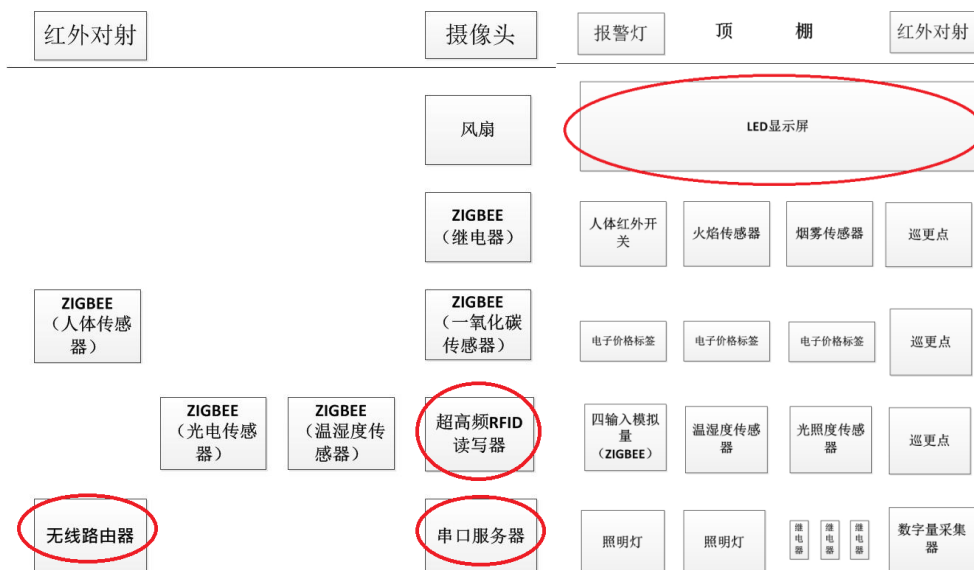 红外对射
摄像头
报警灯
顶 棚
红外对射
风扇
LED显示屏
ZIGBEE
（继电器）
人体红外开
关
火焰传感器
烟雾传感器
巡更点
ZIGBEE
（人体传感
器）
ZIGBEE
（一氧化碳
传感器）
电子价格标签
电子价格标签
电子价格标签
巡更点
ZIGBEE
（光电传感
器）
ZIGBEE
（温湿度传
感器）
超高频RFID
读写器
四输入模拟
量
（ZIGBEE）
温湿度传感
器
光照度传感
器
巡更点
无线路由器
串口服务器
照明灯
照明灯
继
电
器
继
电
器
继
电
器
数字量采集
器